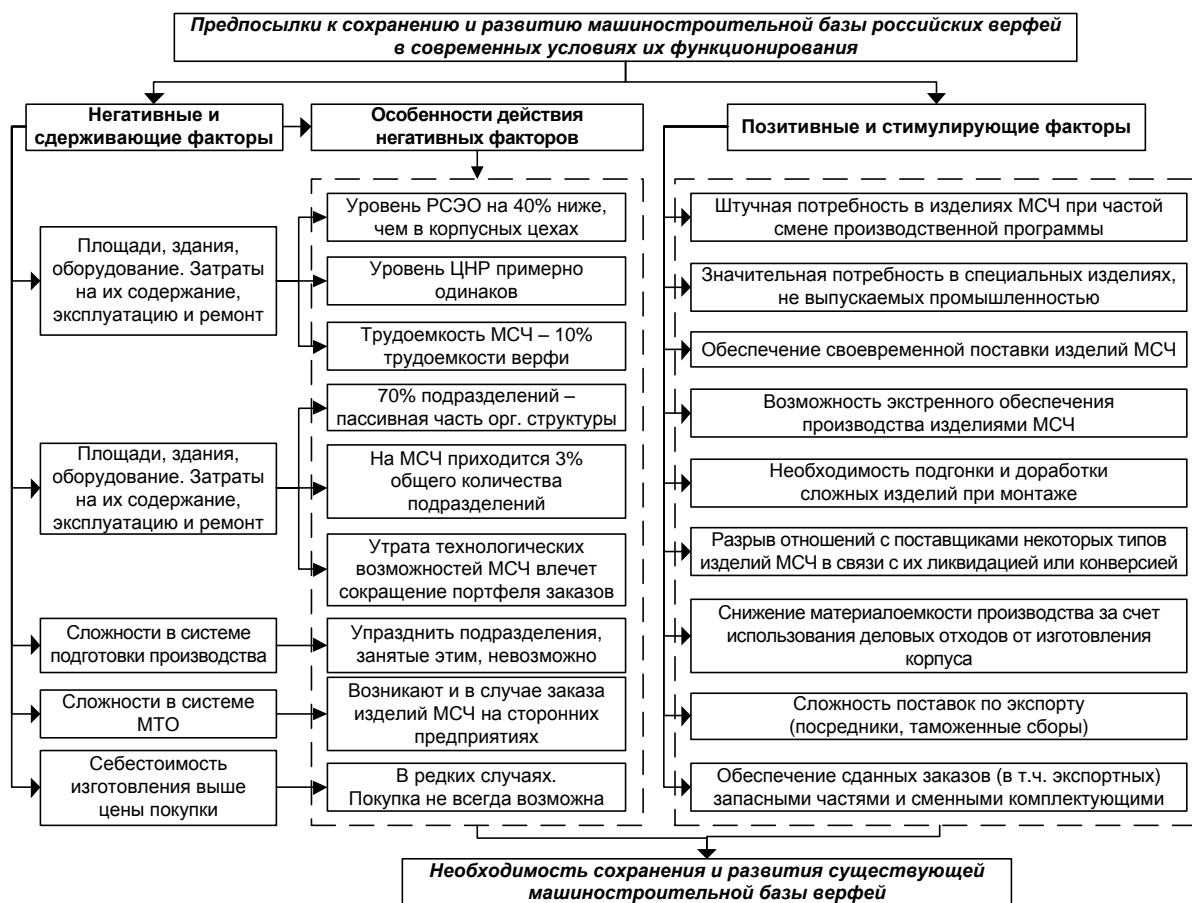 Предпосылки к сохранению и развитию машиностроительной базы российских верфей
в современных условиях их функционирования
Негативные и
сдерживающие факторы
Особенности действия
негативных факторов
Позитивные и стимулирующие факторы
Площади, здания,
оборудование. Затраты
на их содержание,
эксплуатацию и ремонт
Уровень РСЭО на 40% ниже,
чем в корпусных цехах
Уровень ЦНР примерно
одинаков
Трудоемкость МСЧ – 10%
трудоемкости верфи
Площади, здания,
оборудование. Затраты
на их содержание,
эксплуатацию и ремонт
70% подразделений –
пассивная часть орг. структуры
На МСЧ приходится 3%
общего количества
подразделений
Утрата технологических
возможностей МСЧ влечет
сокращение портфеля заказов
Сложности в системе
подготовки производства
Упразднить подразделения,
занятые этим, невозможно
Сложности в системе
МТО
Возникают и в случае заказа
изделий МСЧ на сторонних
предприятиях
Себестоимость
изготовления выше
цены покупки
В редких случаях.
Покупка не всегда возможна
Штучная потребность в изделиях МСЧ при частой
смене производственной программы
Значительная потребность в специальных изделиях,
не выпускаемых промышленностью
Обеспечение своевременной поставки изделий МСЧ
Возможность экстренного обеспечения
производства изделиями МСЧ
Необходимость подгонки и доработки
сложных изделий при монтаже
Разрыв отношений с поставщиками некоторых типов
изделий МСЧ в связи с их ликвидацией или конверсией
Снижение материалоемкости производства за счет
использования деловых отходов от изготовления
корпуса
Сложность поставок по экспорту
(посредники, таможенные сборы)
Обеспечение сданных заказов (в т.ч. экспортных)
запасными частями и сменными комплектующими
Необходимость сохранения и развития существующей
машиностроительной базы верфей